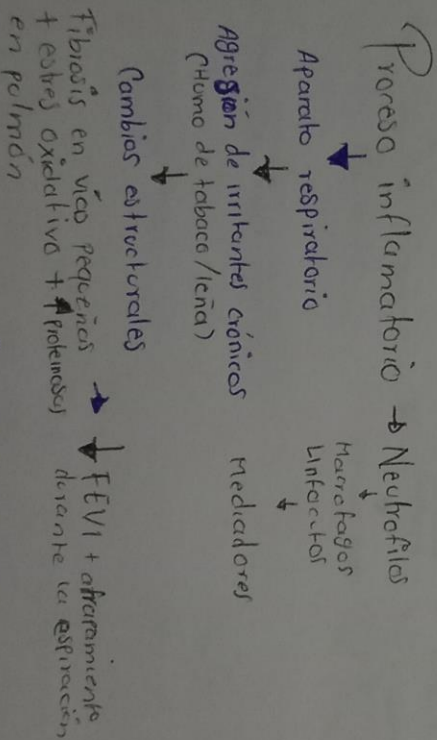 Proceso inflamatorio → Neutrofilos
↓
Macrofagos
Linfocitos
↓
Mediadores
↓
Aparato respiratorio
↓
Agresión de irritantes crónicos
(Humo de tabaco/leña)
↓
Cambios estructurales
Fibrosis en vías pequeñas → ↓ FEV1 + atrapamiento
+ estres oxidativo + ↑ proteinasas durante la espiración
en pulmón